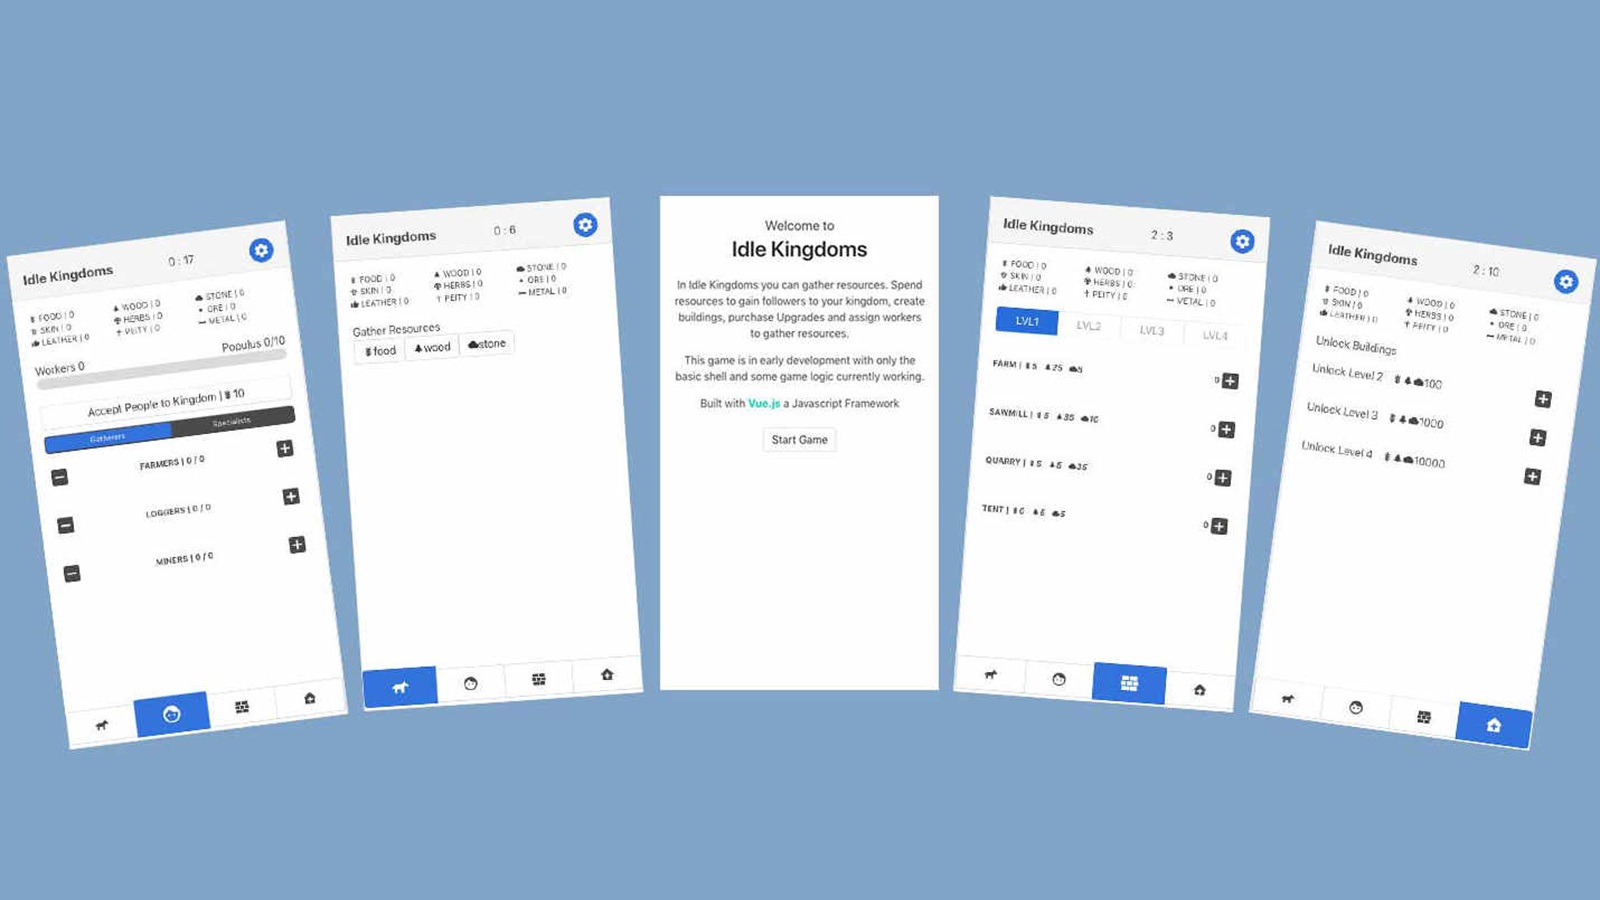 Idle Kingdoms 0 : 17
FOOD | 0 WOOD | 0 STONE | 0
SKIN | 0 HERBS | 0 ORE | 0
LEATHER | 0 PEITY | 0 METAL | 0
Workers 0 Populus 0/10
Accept People to Kingdom | 10
Gatherers Specialists
FARMERS | 0 / 0
LOGGERS | 0 / 0
MINERS | 0 / 0
Idle Kingdoms 0 : 6
FOOD | 0 WOOD | 0 STONE | 0
SKIN | 0 HERBS | 0 ORE | 0
LEATHER | 0 PEITY | 0 METAL | 0
Gather Resources
food wood stone
Welcome to
Idle Kingdoms
In Idle Kingdoms you can gather resources. Spend
resources to gain followers to your kingdom, create
buildings, purchase Upgrades and assign workers
to gather resources.
This game is in early development with only the
basic shell and some game logic currently working.
Built with Vue.js a Javascript Framework
Start Game
Idle Kingdoms 2 : 3
FOOD | 0 WOOD | 0 STONE | 0
SKIN | 0 HERBS | 0 ORE | 0
LEATHER | 0 PEITY | 0 METAL | 0
LVL1 LVL2 LVL3 LVL4
FARM | 5 25 5 0
SAWMILL | 5 35 10 0
QUARRY | 5 5 35 0
TENT | 5 5 0
Idle Kingdoms 2 : 10
FOOD | 0 WOOD | 0 STONE | 0
SKIN | 0 HERBS | 0 ORE | 0
LEATHER | 0 PEITY | 0 METAL | 0
Unlock Buildings
Unlock Level 2 100
Unlock Level 3 1000
Unlock Level 4 10000